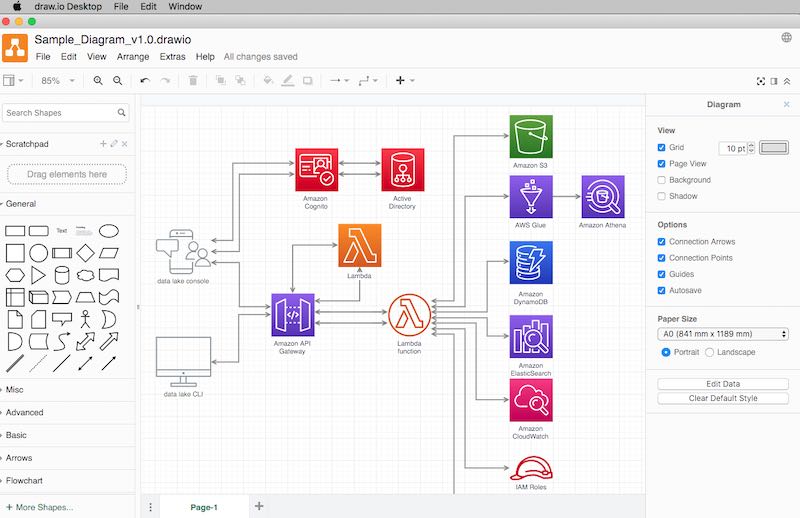 draw.io Desktop File Edit Window
Sample_Diagram_v1.0.drawio
File Edit View Arrange Extras Help All changes saved
85%
Search Shapes
Scratchpad
Drag elements here
General
Text
Misc
Advanced
Basic
Arrows
Flowchart
+ More Shapes...
Amazon
Cognito
Active
Directory
data lake console
Lambda
Amazon API
Gateway
Lambda
function
data lake CLI
Amazon S3
AWS Glue
Amazon Athena
Amazon
DynamoDB
Amazon
ElasticSearch
Amazon
CloudWatch
IAM Roles
Page-1
Diagram
View
Grid
10 pt
Page View
Background
Shadow
Options
Connection Arrows
Connection Points
Guides
Autosave
Paper Size
A0 (841 mm x 1189 mm)
Portrait Landscape
Edit Data
Clear Default Style